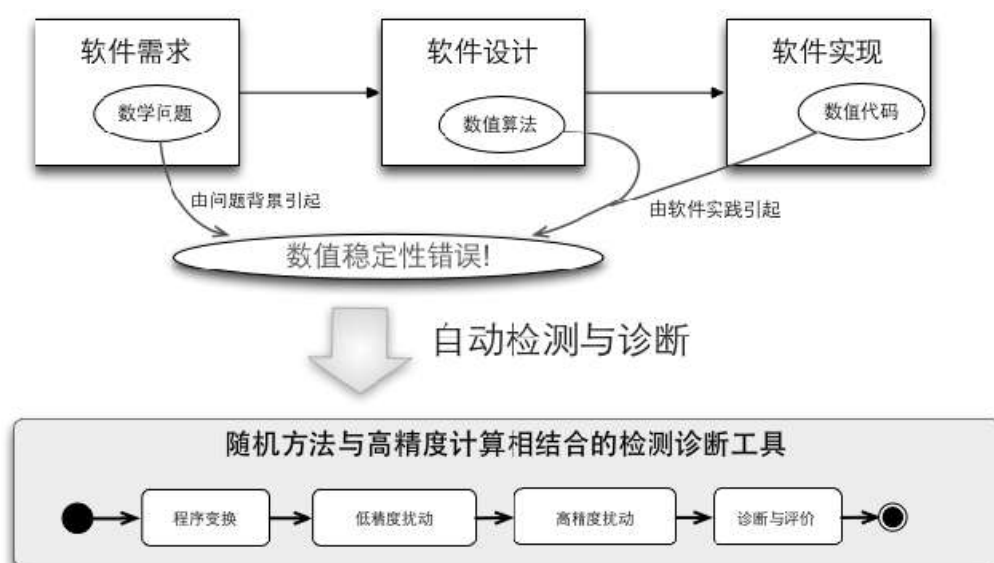 软件需求
软件设计
软件实现
数学问题
数值算法
数值代码
由问题背景引起
由软件实践引起
数值稳定性错误!
自动检测与诊断
随机方法与高精度计算相结合的检测诊断工具
程序变换
低精度扰动
高精度扰动
诊断与评价